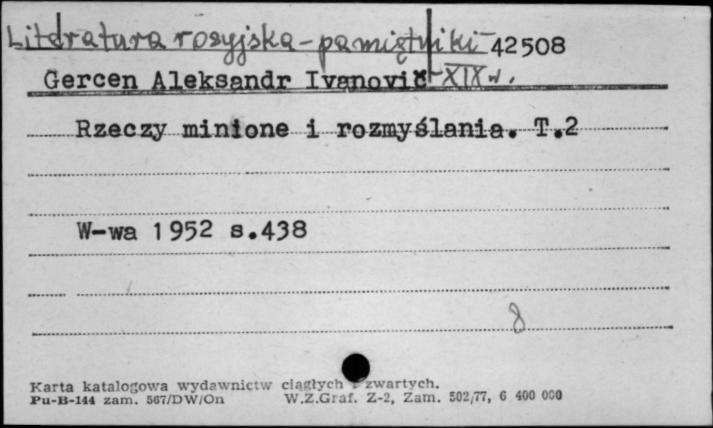 Literatura rosyjska - pamiętniki - 42508
Gercen Aleksandr Ivanovič XIX w.
Rzeczy minione i rozmyślania. T.2
W-wa 1952 s.438
8
Karta katalogowa wydawnictw ciągłych i zwartych.
Pu-B-144 zam. 567/DW/On W.Z.Graf. Z-2, Zam. 502/77, 6 400 000